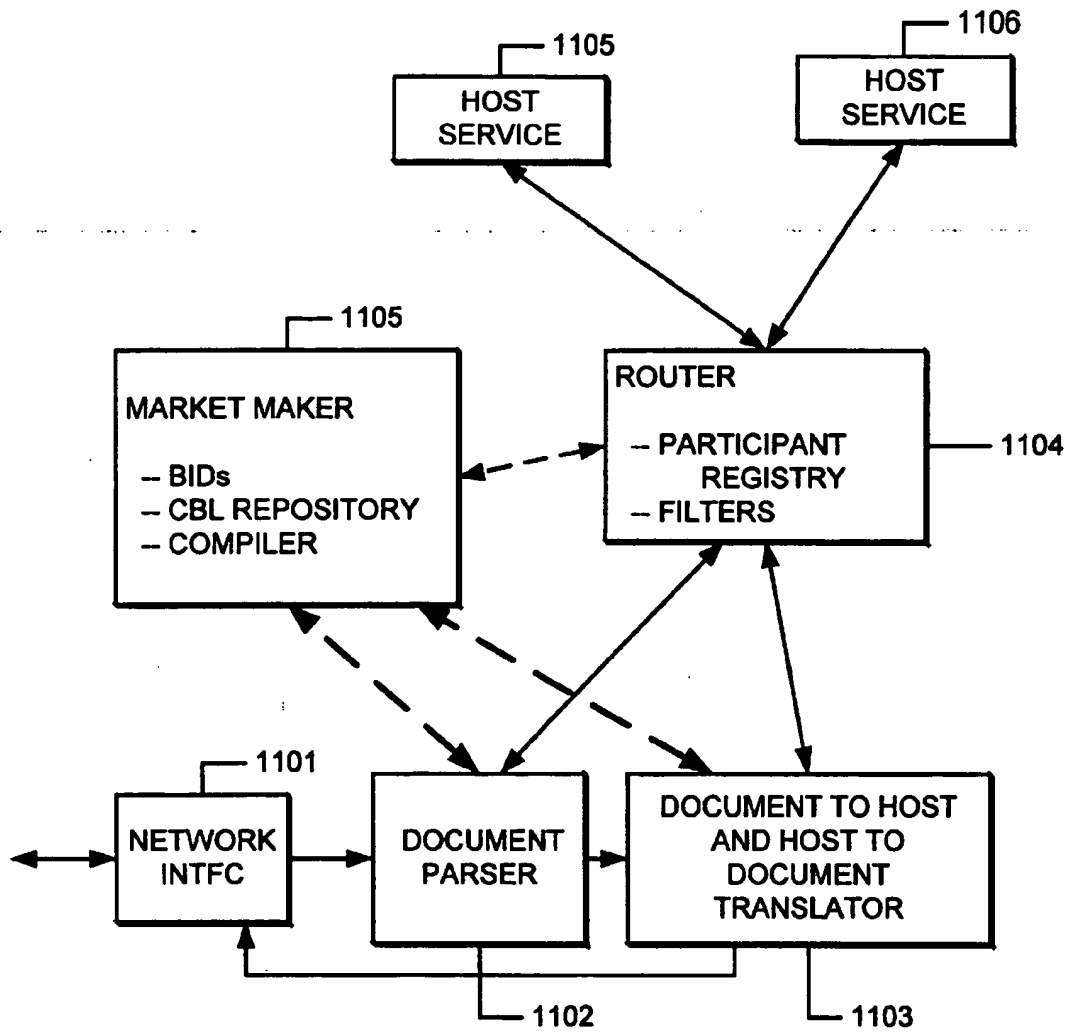 1105
1106
HOST
SERVICE
HOST
SERVICE
1105
MARKET MAKER
– BIDs
– CBL REPOSITORY
– COMPILER
ROUTER
– PARTICIPANT
REGISTRY
– FILTERS
1104
1101
NETWORK
INTFC
DOCUMENT
PARSER
DOCUMENT TO HOST
AND HOST TO
DOCUMENT
TRANSLATOR
1102
1103